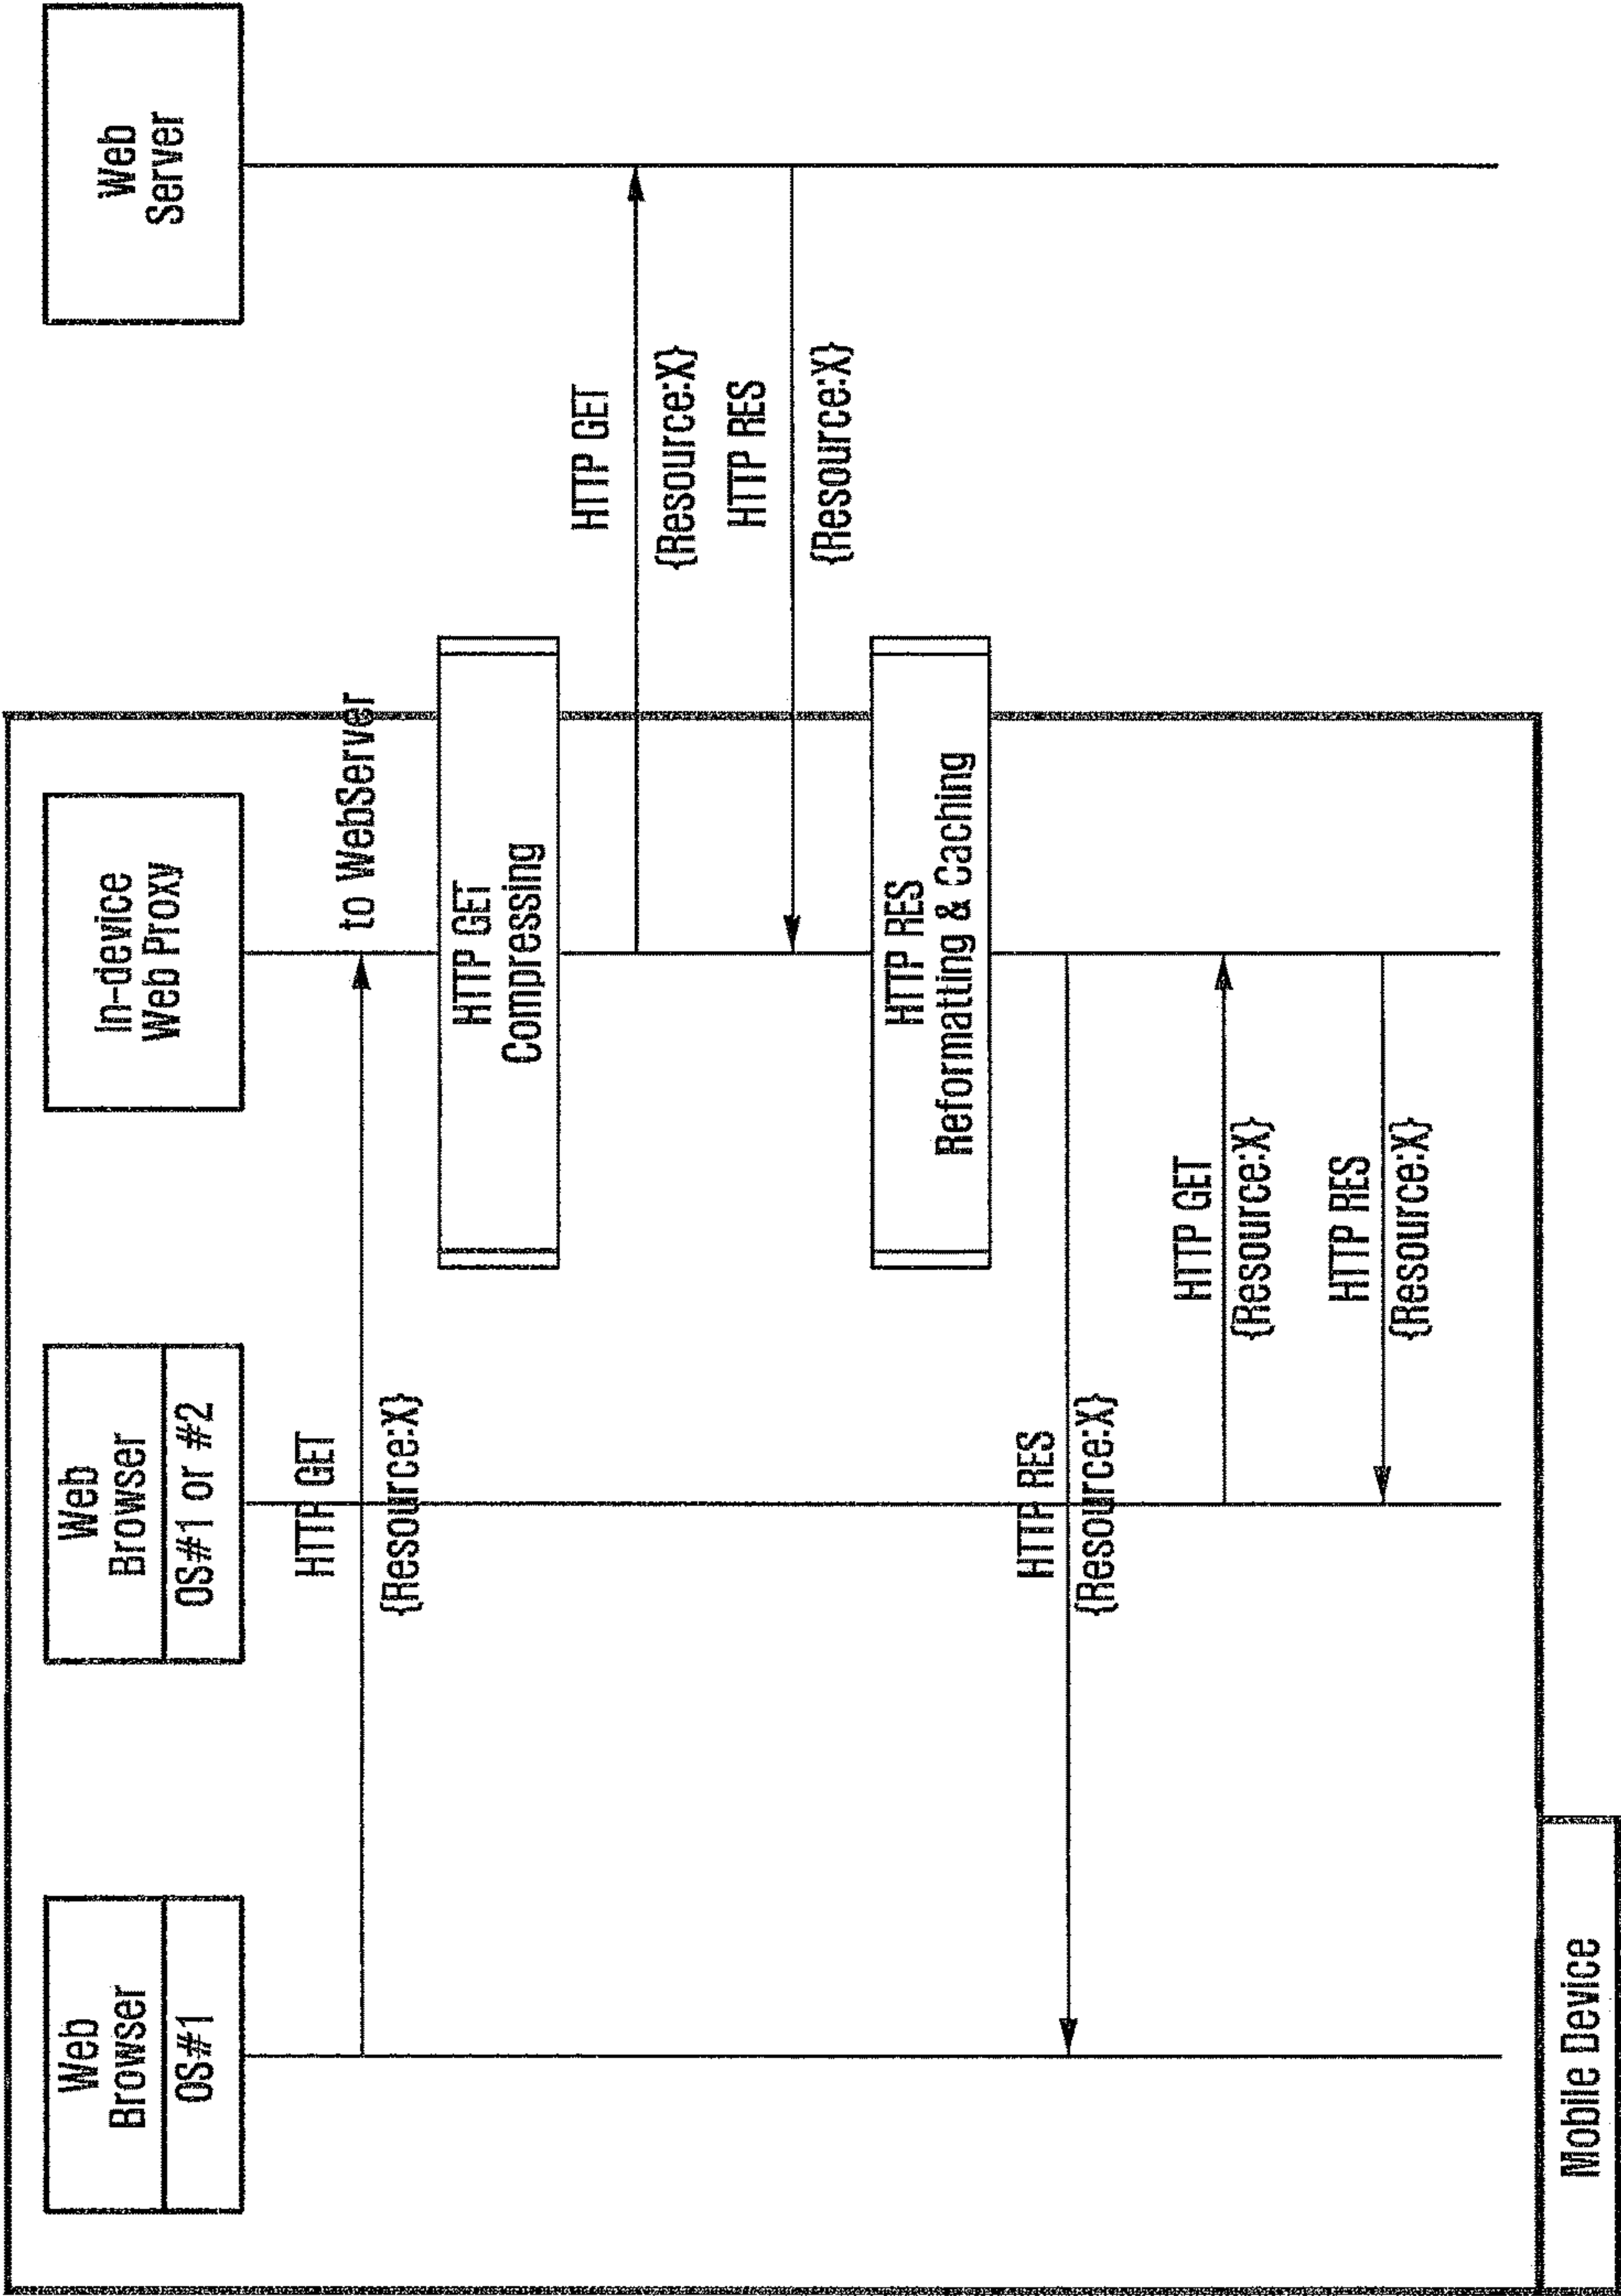 Web
Browser
OS#1
Web
Browser
OS#1 or #2
In-device
Web Proxy
Web
Server
HTTP GET
{Resource:X}
to WebServer
HTTP GET
Compressing
HTTP GET
{Resource:X}
HTTP RES
{Resource:X}
HTTP RES
Reformatting & Caching
HTTP RES
{Resource:X}
HTTP GET
{Resource:X}
HTTP RES
{Resource:X}
Mobile Device